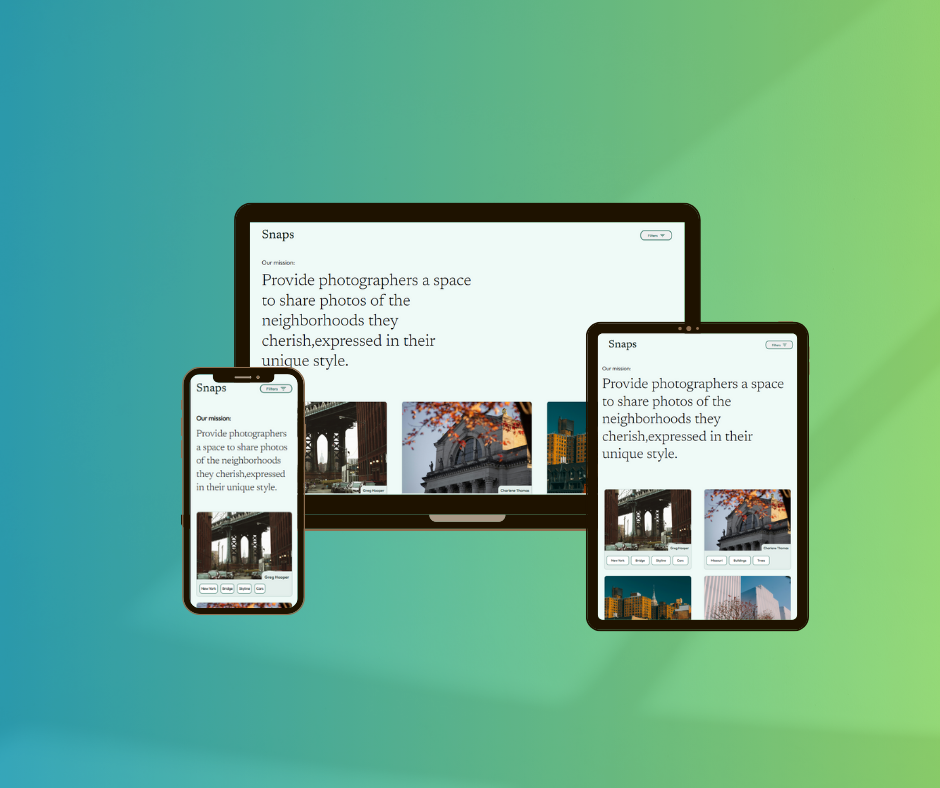 Snaps
Filters
Our mission:
Provide photographers a space
to share photos of the
neighborhoods they
cherish,expressed in their
unique style.
Greg Hooper
Charlene Thomas
Snaps
Filters
Our mission:
Provide photographers
a space to share photos
of the neighborhoods
they cherish,expressed
in their unique style.
Greg Hooper
New York Bridge Skyline Cars
Snaps
Filters
Our mission:
Provide photographers a space
to share photos of the
neighborhoods they
cherish,expressed in their
unique style.
Greg Hooper
Charlene Thomas
New York Bridge Skyline Cars
Missouri Buildings Trees